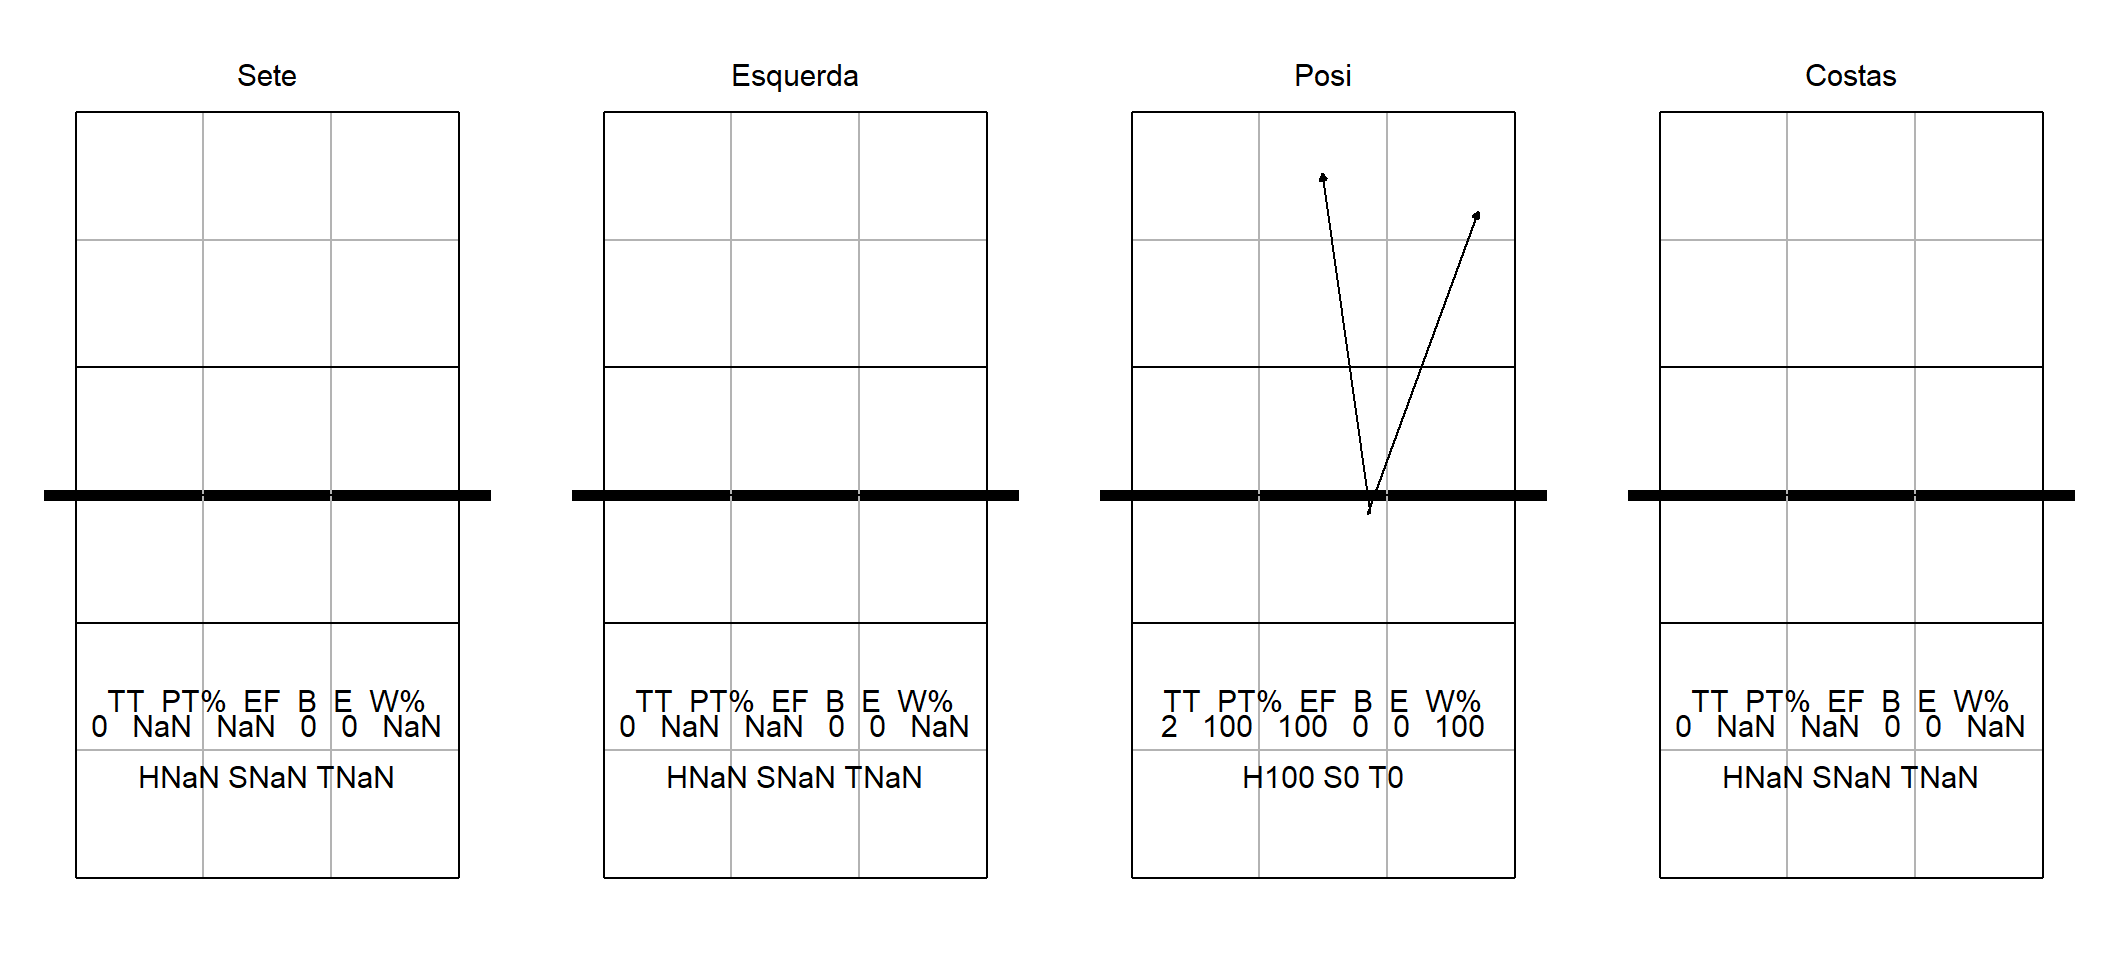 Sete
TT PT% EF B E W%
0 NaN NaN 0 0 NaN
HNaN SNaN TNaN
Esquerda
TT PT% EF B E W%
0 NaN NaN 0 0 NaN
HNaN SNaN TNaN
Posi
TT PT% EF B E W%
2 100 100 0 0 100
H100 S0 T0
Costas
TT PT% EF B E W%
0 NaN NaN 0 0 NaN
HNaN SNaN TNaN